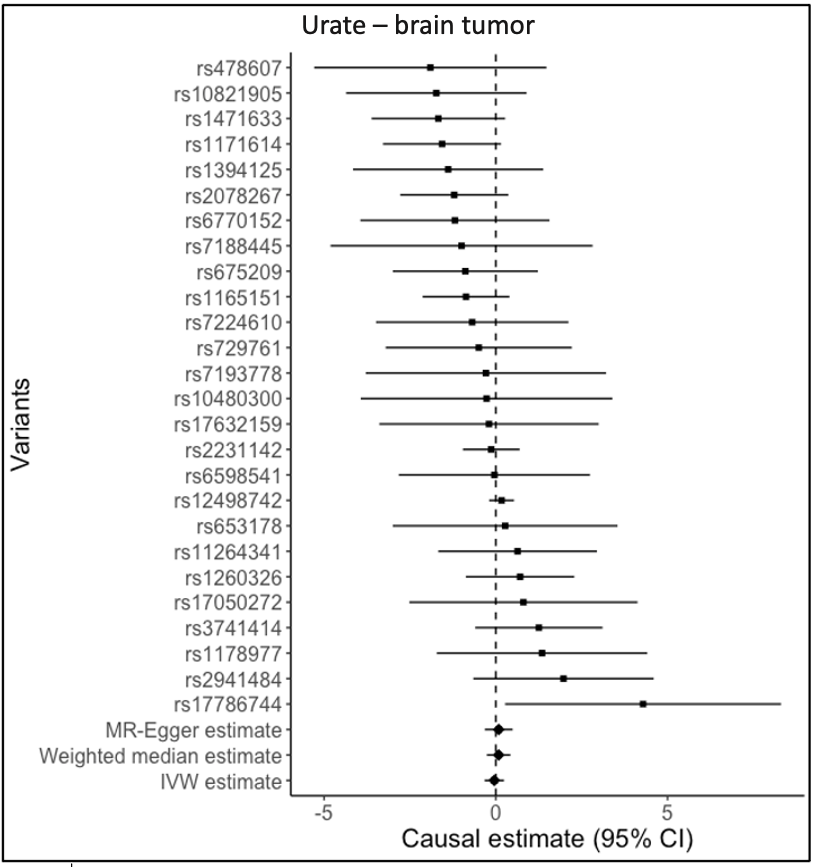 Urate – brain tumor
rs478607
rs10821905
rs1471633
rs1171614
rs1394125
rs2078267
rs6770152
rs7188445
rs675209
rs1165151
rs7224610
rs729761
rs7193778
rs10480300
rs17632159
rs2231142
rs6598541
rs12498742
rs653178
rs11264341
rs1260326
rs17050272
rs3741414
rs1178977
rs2941484
rs17786744
MR-Egger estimate
Weighted median estimate
IVW estimate
Variants
-5 0 5
Causal estimate (95% CI)